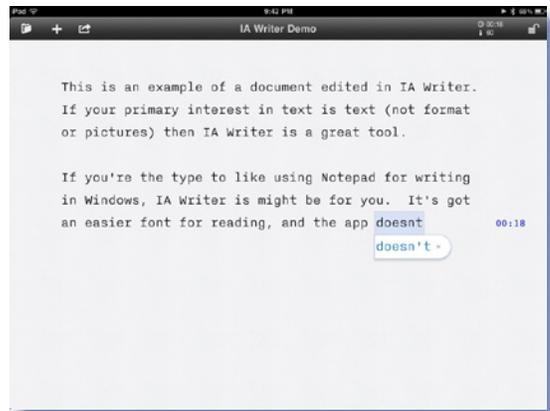 iPad 9:42 PM
IA Writer Demo 00:18
60
This is an example of a document edited in IA Writer.
If your primary interest in text is text (not format
or pictures) then IA Writer is a great tool.
If you're the type to like using Notepad for writing
in Windows, IA Writer is might be for you. It's got
an easier font for reading, and the app doesnt 00:18
doesn't